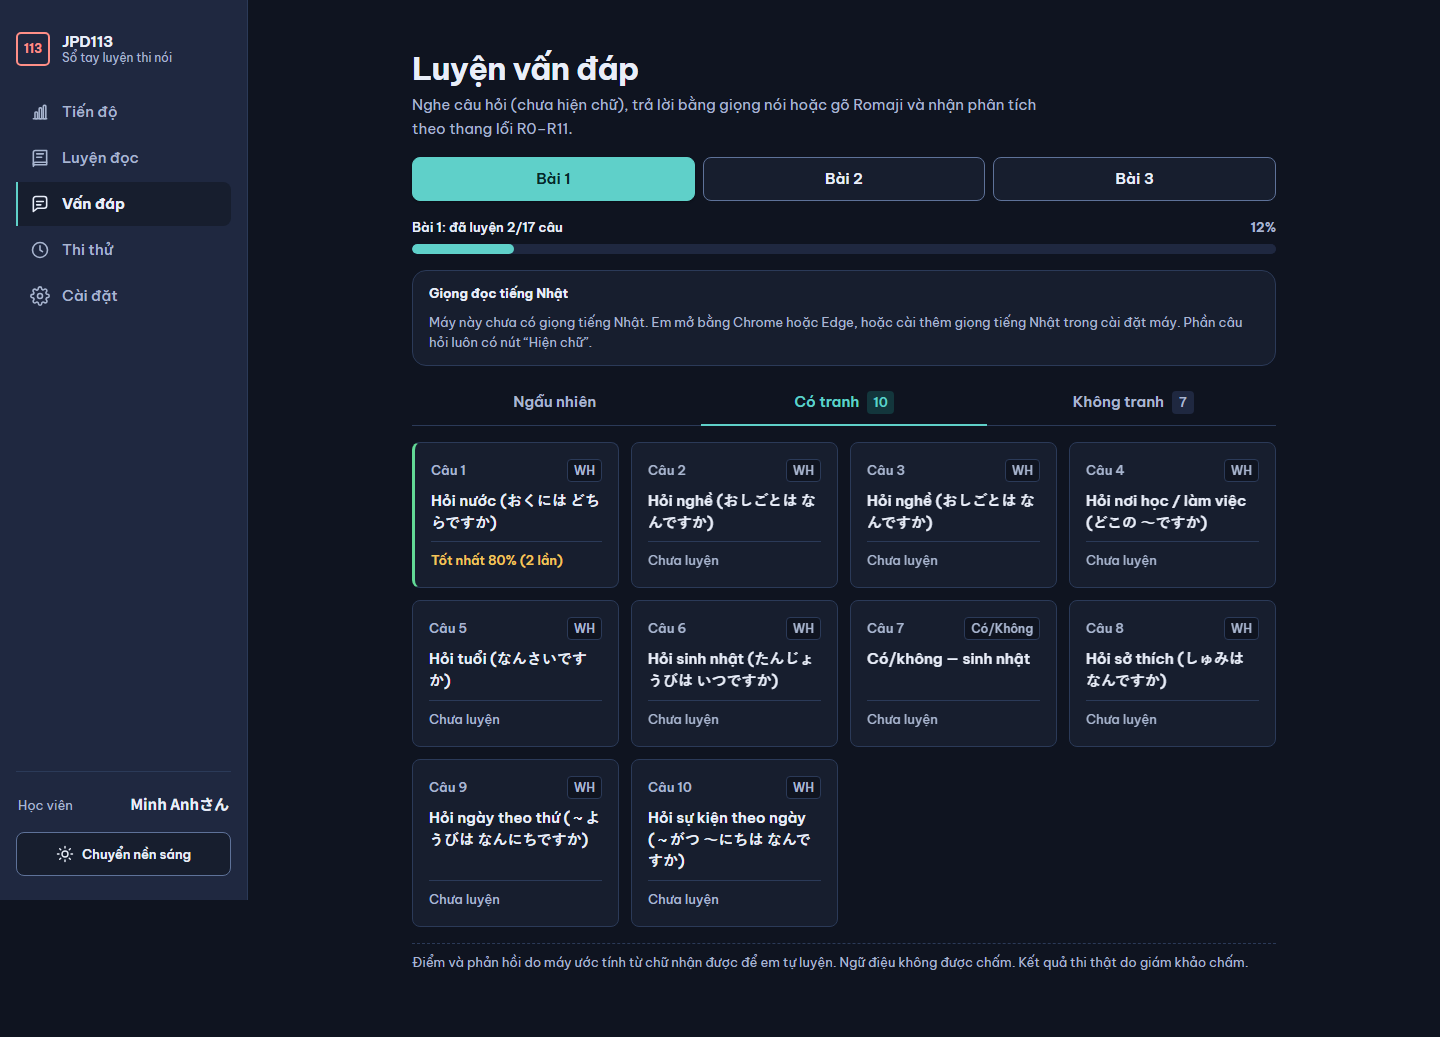 113
JPD113
Sổ tay luyện thi nói
Tiến độ
Luyện đọc
Vấn đáp
Thi thử
Cài đặt
Học viên
Minh Anhさん
Chuyển nền sáng
Luyện vấn đáp
Nghe câu hỏi (chưa hiện chữ), trả lời bằng giọng nói hoặc gõ Romaji và nhận phân tích
theo thang lỗi R0–R11.
Bài 1
Bài 2
Bài 3
Bài 1: đã luyện 2/17 câu
12%
Giọng đọc tiếng Nhật
Máy này chưa có giọng tiếng Nhật. Em mở bằng Chrome hoặc Edge, hoặc cài thêm giọng tiếng Nhật trong cài đặt máy. Phần câu
hỏi luôn có nút “Hiện chữ”.
Ngẫu nhiên
Có tranh 10
Không tranh 7
Câu 1 WH
Hỏi nước (おくには どち
らですか)
Tốt nhất 80% (2 lần)
Câu 2 WH
Hỏi nghề (おしごとは な
んですか)
Chưa luyện
Câu 3 WH
Hỏi nghề (おしごとは な
んですか)
Chưa luyện
Câu 4 WH
Hỏi nơi học / làm việc
(どこの 〜ですか)
Chưa luyện
Câu 5 WH
Hỏi tuổi (なんさいです
か)
Chưa luyện
Câu 6 WH
Hỏi sinh nhật (たんじょ
うびは いつですか)
Chưa luyện
Câu 7 Có/Không
Có/không — sinh nhật
Chưa luyện
Câu 8 WH
Hỏi sở thích (しゅみは
なんですか)
Chưa luyện
Câu 9 WH
Hỏi ngày theo thứ (~よ
うびは なんにちですか)
Chưa luyện
Câu 10 WH
Hỏi sự kiện theo ngày
(~がつ 〜にちは なんで
すか)
Chưa luyện
Điểm và phản hồi do máy ước tính từ chữ nhận được để em tự luyện. Ngữ điệu không được chấm. Kết quả thi thật do giám khảo chấm.